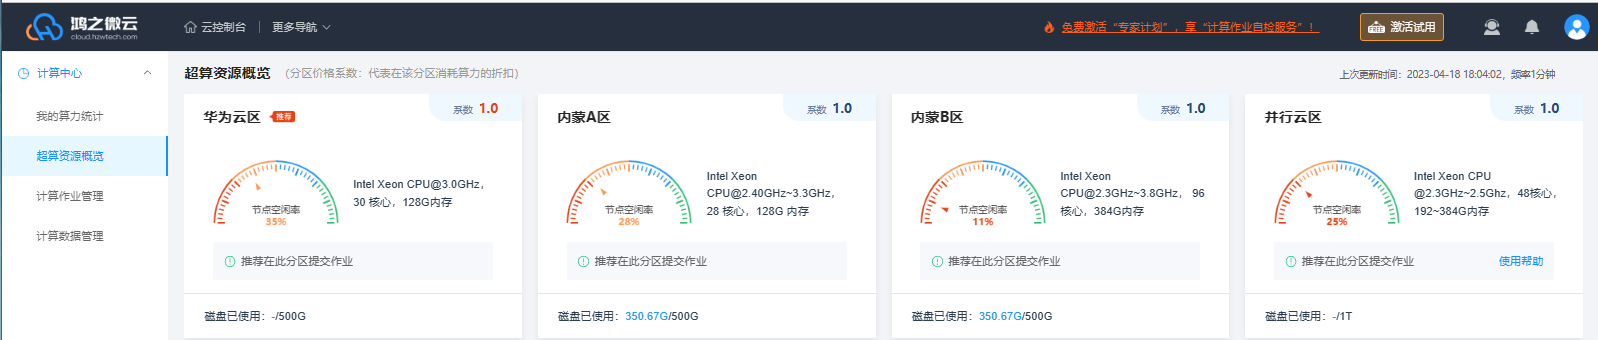 鸿之微云
cloud.hzwtech.com
云控制台
更多导航
免费激活“专家计划”，享“计算作业自检服务”！
FREE
激活试用
计算中心
我的算力统计
超算资源概览
计算作业管理
计算数据管理
超算资源概览 （分区价格系数：代表在该分区消耗算力的折扣）
上次更新时间：2023-04-18 18:04:02，频率1分钟
华为云区 推荐
系数 1.0
节点空闲率
35%
Intel Xeon CPU@3.0GHz，
30 核心，128G内存
推荐在此分区提交作业
磁盘已使用：-/500G
内蒙A区
系数 1.0
节点空闲率
28%
Intel Xeon
CPU@2.40GHz~3.3GHz，
28 核心，128G 内存
推荐在此分区提交作业
磁盘已使用：350.67G/500G
内蒙B区
系数 1.0
节点空闲率
11%
Intel Xeon
CPU@2.3GHz~3.8GHz， 96
核心，384G内存
推荐在此分区提交作业
磁盘已使用：350.67G/500G
并行云区
系数 1.0
节点空闲率
25%
Intel Xeon CPU
@2.3GHz~2.5Ghz，48核心，
192~384G内存
推荐在此分区提交作业
使用帮助
磁盘已使用：-/1T